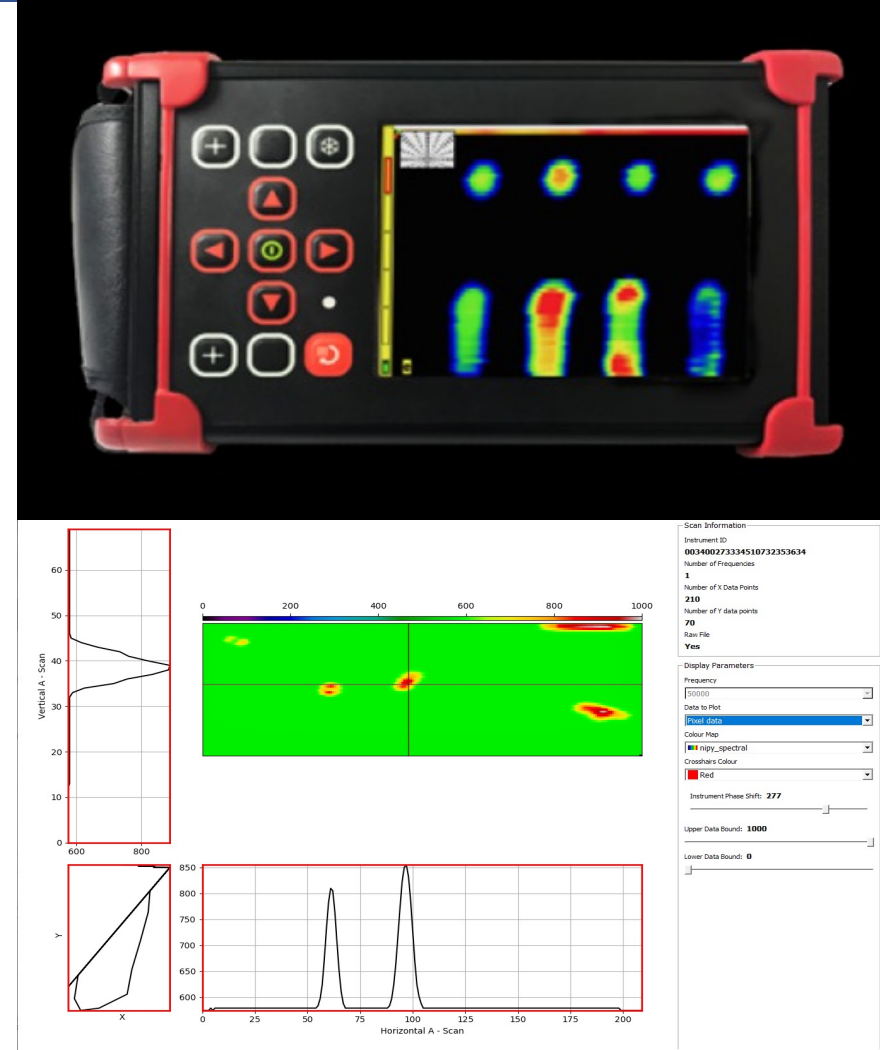 60
50
40
30
20
10
0
Vertical A - Scan
600 800
0 200 400 600 800 1000
Y
X
850
800
750
700
650
600
0 25 50 75 100 125 150 175 200
Horizontal A - Scan
Scan Information
Instrument ID
003400273334510732353634
Number of Frequencies
1
Number of X Data Points
210
Number of Y data points
70
Raw File
Yes
Display Parameters
Frequency
50000
Data to Plot
Pixel data
Colour Map
nipy_spectral
Crosshairs Colour
Red
Instrument Phase Shift: 277
Upper Data Bound: 1000
Lower Data Bound: 0